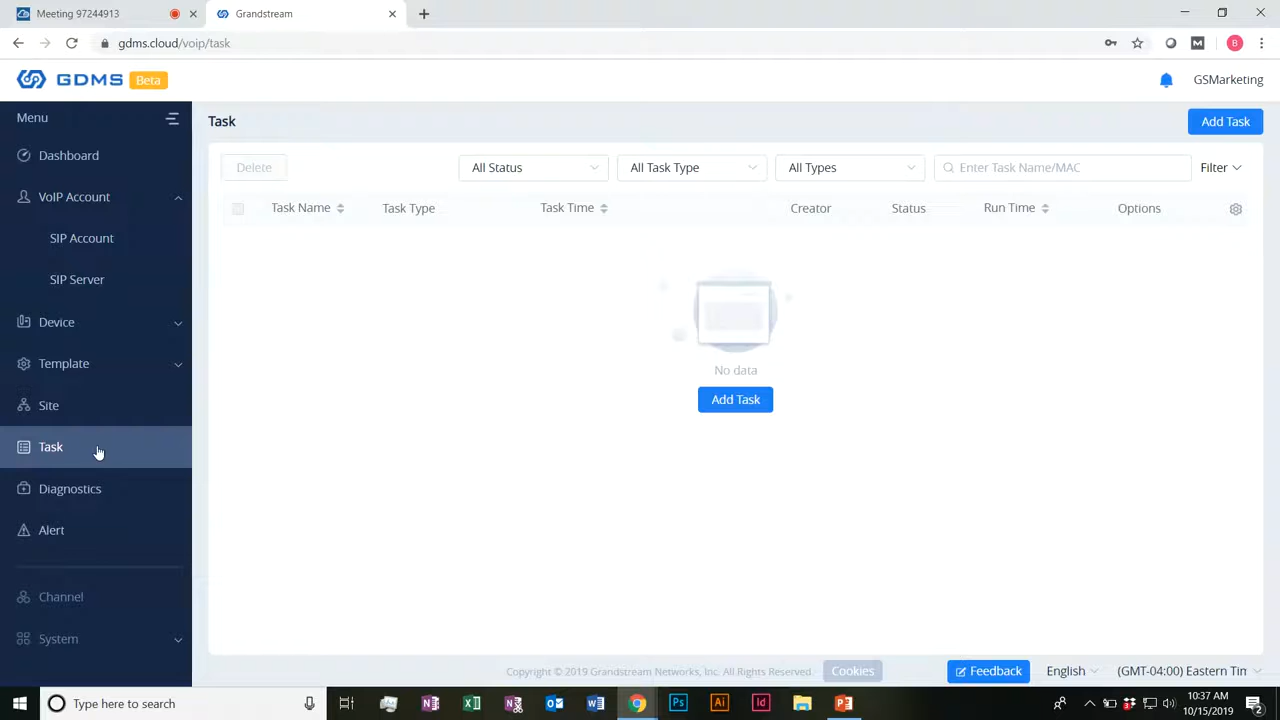 Meeting 97244913
Grandstream
gdms.cloud/voip/task
M
B
GDMS Beta
GSMarketing
Menu
Dashboard
VoIP Account
SIP Account
SIP Server
Device
Template
Site
Task
Diagnostics
Alert
Channel
System
Task
Add Task
Delete
All Status
All Task Type
All Types
Enter Task Name/MAC
Filter
Task Name
Task Type
Task Time
Creator
Status
Run Time
Options
No data
Add Task
Copyright © 2019 Grandstream Networks, Inc. All Rights Reserved.
Cookies
Feedback
English
(GMT-04:00) Eastern Tim
Type here to search
10:37 AM
10/15/2019
2